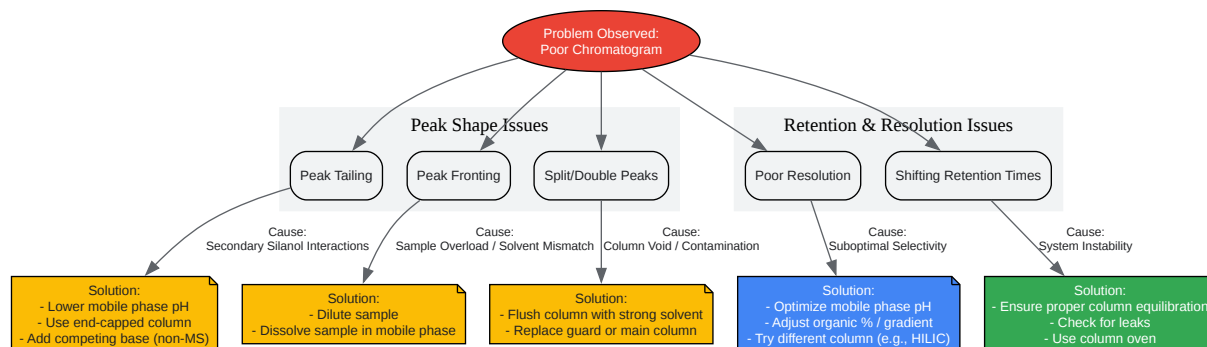 Problem Observed:
Poor Chromatogram
Peak Shape Issues
Retention & Resolution Issues
Peak Tailing
Peak Fronting
Split/Double Peaks
Poor Resolution
Shifting Retention Times
Cause:
Secondary Silanol Interactions
Cause:
Sample Overload / Solvent Mismatch
Cause:
Column Void / Contamination
Cause:
Suboptimal Selectivity
Cause:
System Instability
Solution:
- Lower mobile phase pH
- Use end-capped column
- Add competing base (non-MS)
Solution:
- Dilute sample
- Dissolve sample in mobile phase
Solution:
- Flush column with strong solvent
- Replace guard or main column
Solution:
- Optimize mobile phase pH
- Adjust organic % / gradient
- Try different column (e.g., HILIC)
Solution:
- Ensure proper column equilibration
- Check for leaks
- Use column oven